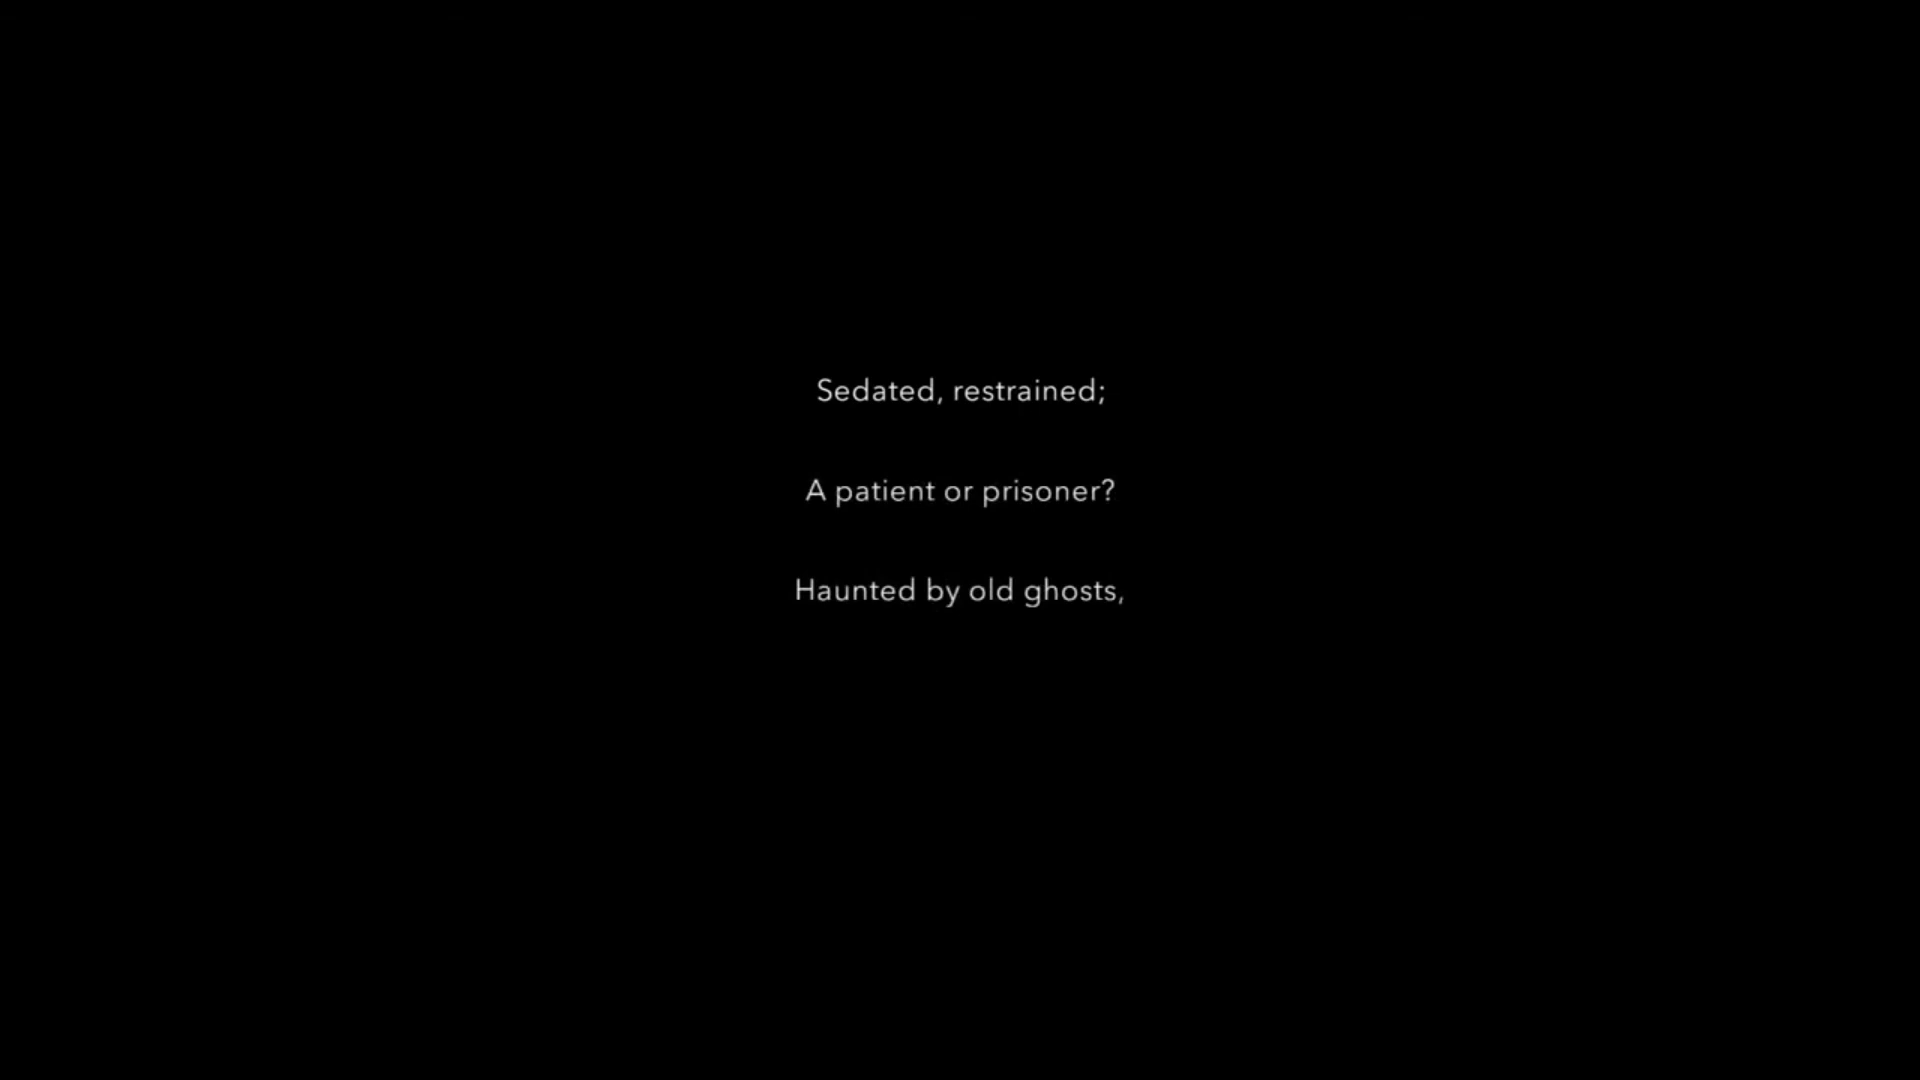 Sedated, restrained;
A patient or prisoner?
Haunted by old ghosts,